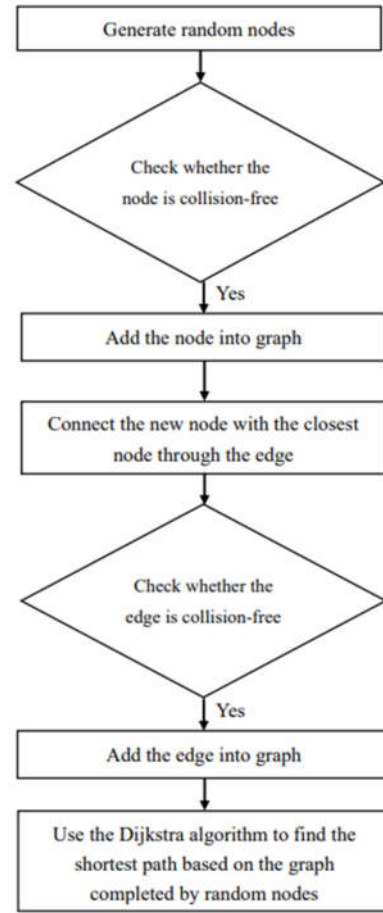 Generate random nodes
Check whether the
node is collision-free
Yes
Add the node into graph
Connect the new node with the closest
node through the edge
Check whether the
edge is collision-free
Yes
Add the edge into graph
Use the Dijkstra algorithm to find the
shortest path based on the graph
completed by random nodes